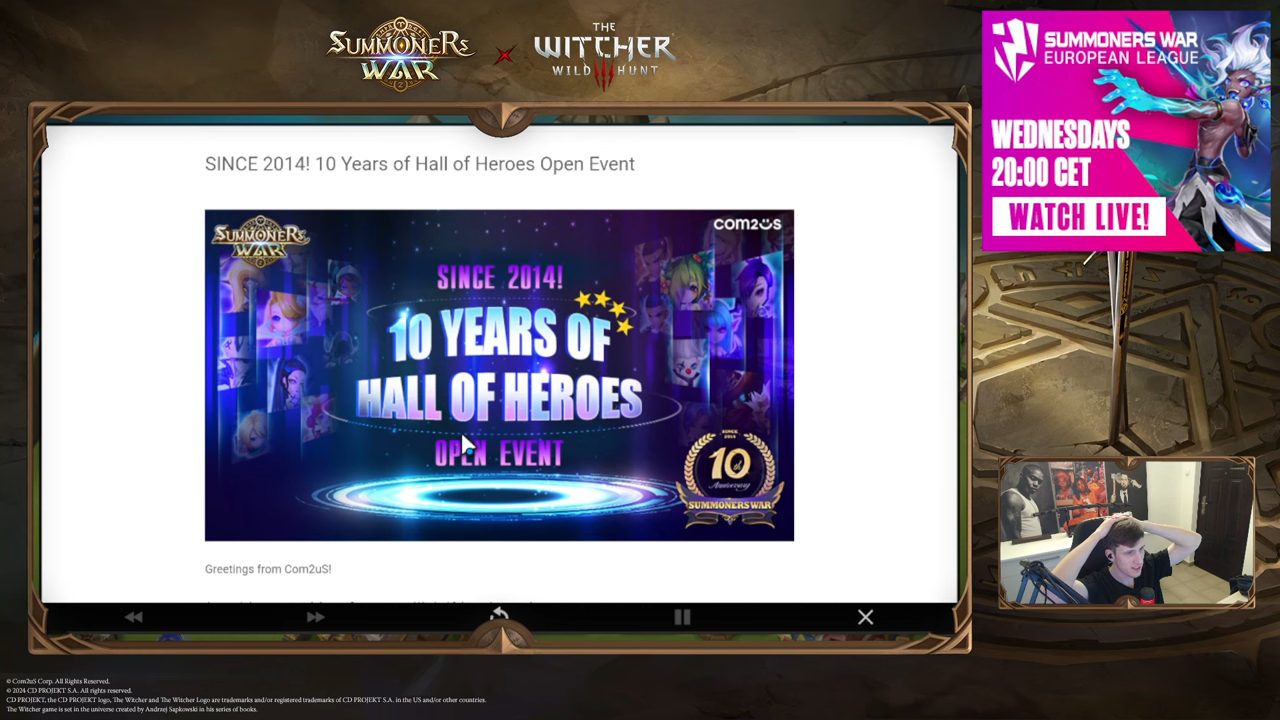 SUMMONERS
WAR
THE
WITCHER
WILD HUNT
SUMMONERS WAR
EUROPEAN LEAGUE
WEDNESDAYS
20:00 CET
WATCH LIVE!
SINCE 2014! 10 Years of Hall of Heroes Open Event
SUMMONERS
WAR
COM2US
SINCE 2014!
10 YEARS OF
HALL OF HEROES
OPEN EVENT
SINCE
2014
10th
Anniversary
SUMMONERS WAR
Greetings from Com2uS!
© Com2uS Corp. All Rights Reserved.
© 2024 CD PROJEKT S.A. All rights reserved.
CD PROJEKT, the CD PROJEKT logo, The Witcher and The Witcher Logo are trademarks and/or registered trademarks of CD PROJEKT S.A. in the US and/or other countries.
The Witcher game is set in the universe created by Andrzej Sapkowski in his series of books.